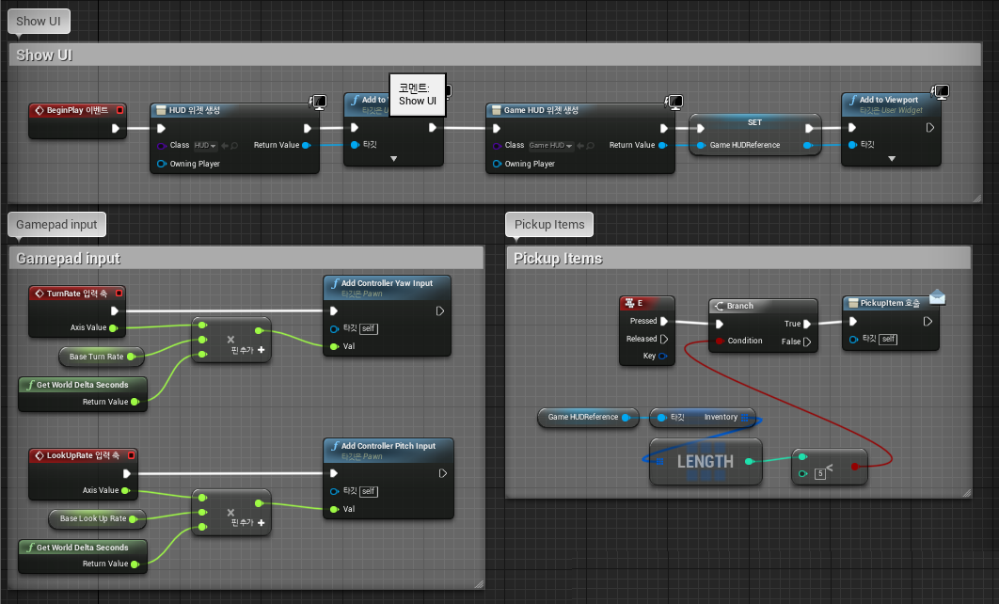 Show UI
Show UI
코멘트:
Show UI
BeginPlay 이벤트
HUD 위젯 생성
Class HUD
Return Value
Owning Player
Add to
타깃은
타깃
Game HUD 위젯 생성
Class Game HUD
Return Value
Owning Player
SET
Game HUDReference
Add to Viewport
타깃은 User Widget
타깃
Gamepad input
Gamepad input
TurnRate 입력 축
Axis Value
Base Turn Rate
Get World Delta Seconds
Return Value
×
핀 추가 +
Add Controller Yaw Input
타깃은 Pawn
타깃 self
Val
LookUpRate 입력 축
Axis Value
Base Look Up Rate
Get World Delta Seconds
Return Value
×
핀 추가 +
Add Controller Pitch Input
타깃은 Pawn
타깃 self
Val
Pickup Items
Pickup Items
E
Pressed
Released
Key
Branch
True
Condition
False
PickupItem 호출
타깃 self
Game HUDReference
타깃
Inventory
LENGTH
5
<